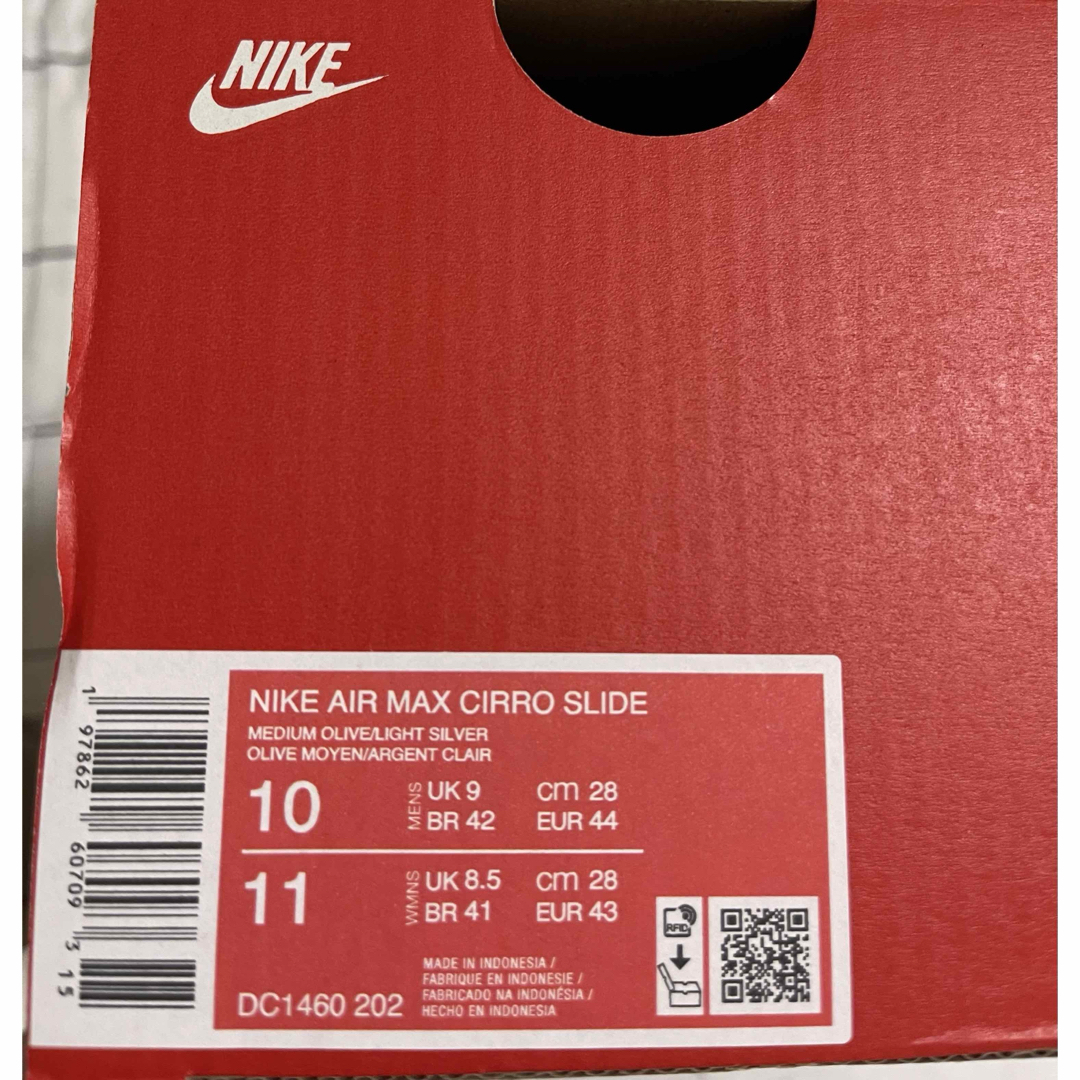 NIKE
NIKE AIR MAX CIRRO SLIDE
MEDIUM OLIVE/LIGHT SILVER
OLIVE MOYEN/ARGENT CLAIR
10 MENS UK 9 cm 28
BR 42 EUR 44
11 WMNS UK 8.5 cm 28
BR 41 EUR 43
MADE IN INDONESIA /
FABRIQUE EN INDONESIE /
FABRICADO NA INDONÉSIA /
HECHO EN INDONESIA
DC1460 202
RFID
1 97862 60709 3 15